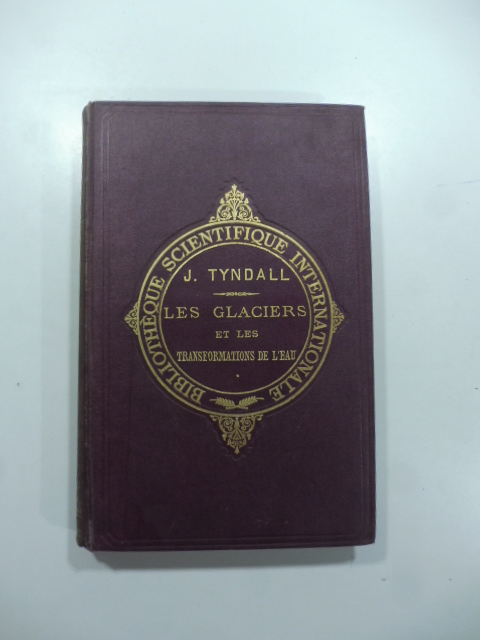 BIBLIOTHÈQUE SCIENTIFIQUE INTERNATIONALE
J. TYNDALL
LES GLACIERS
ET LES
TRANSFORMATIONS DE L'EAU